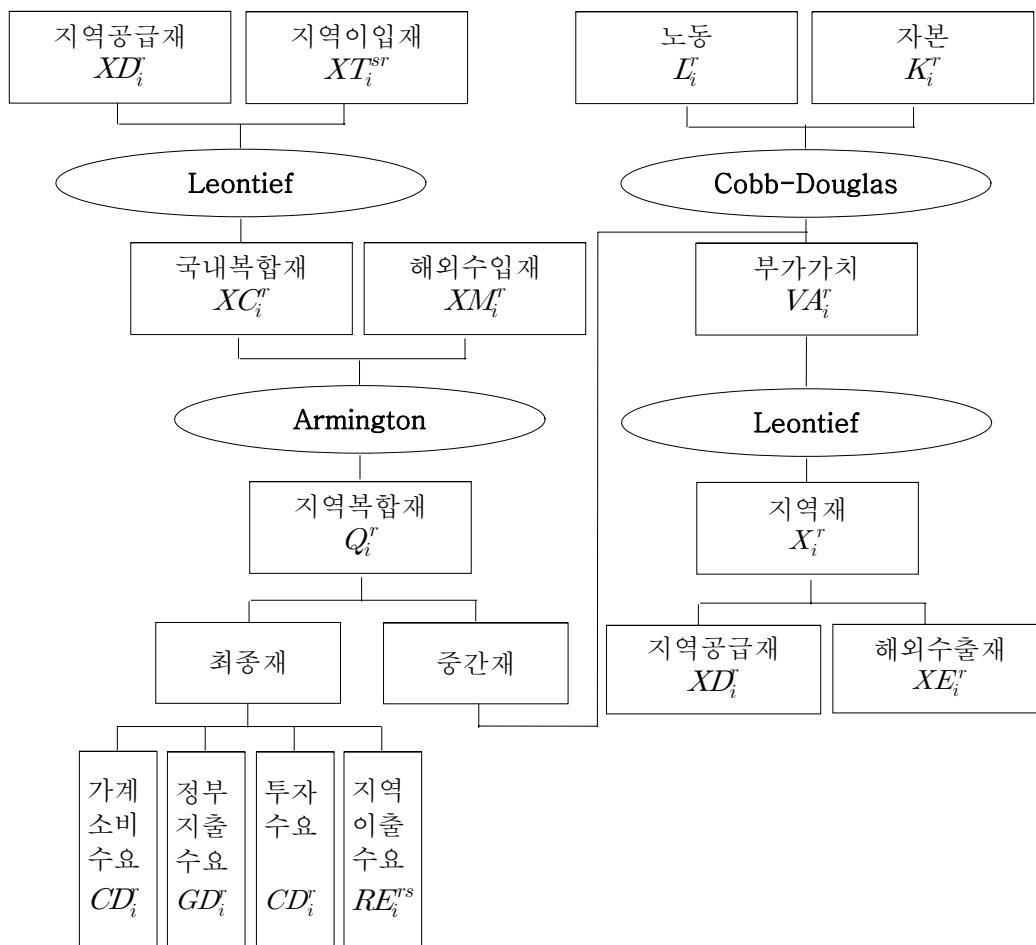 지역공급재
$XD_i^r$
지역이입재
$XT_i^{sr}$
노동
$L_i^r$
자본
$K_i^r$
Leontief
Cobb-Douglas
국내복합재
$XC_i^r$
해외수입재
$XM_i^r$
부가가치
$VA_i^r$
Armington
Leontief
지역복합재
$Q_i^r$
지역재
$X_i^r$
최종재
중간재
지역공급재
$XD_i^r$
해외수출재
$XE_i^r$
가계
소비
수요
$CD_i^r$
정부
지출
수요
$GD_i^r$
투자
수요
$CD_i^r$
지역
이출
수요
$RE_i^{rs}$